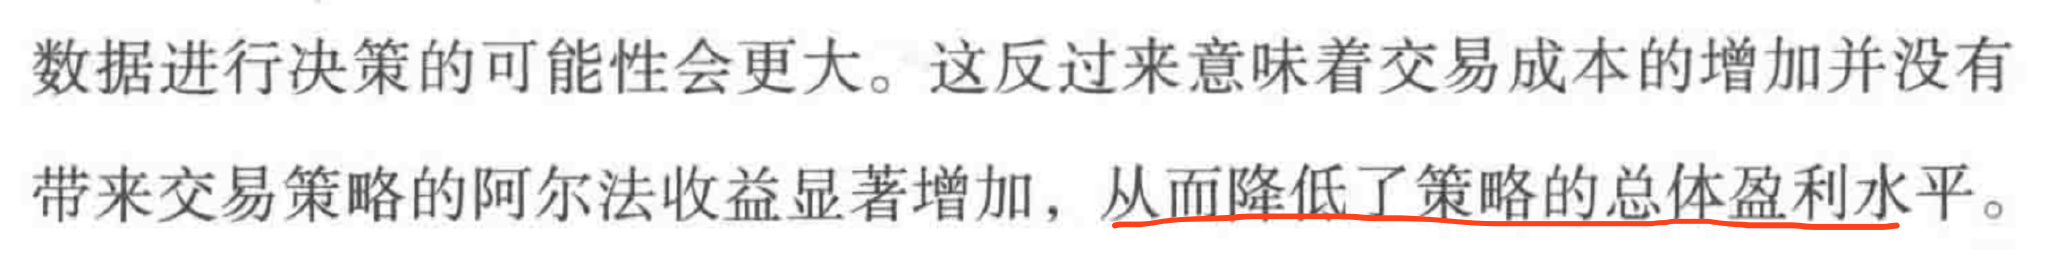 数据进行决策的可能性会更大。这反过来意味着交易成本的增加并没有
带来交易策略的阿尔法收益显著增加，从而降低了策略的总体盈利水平。